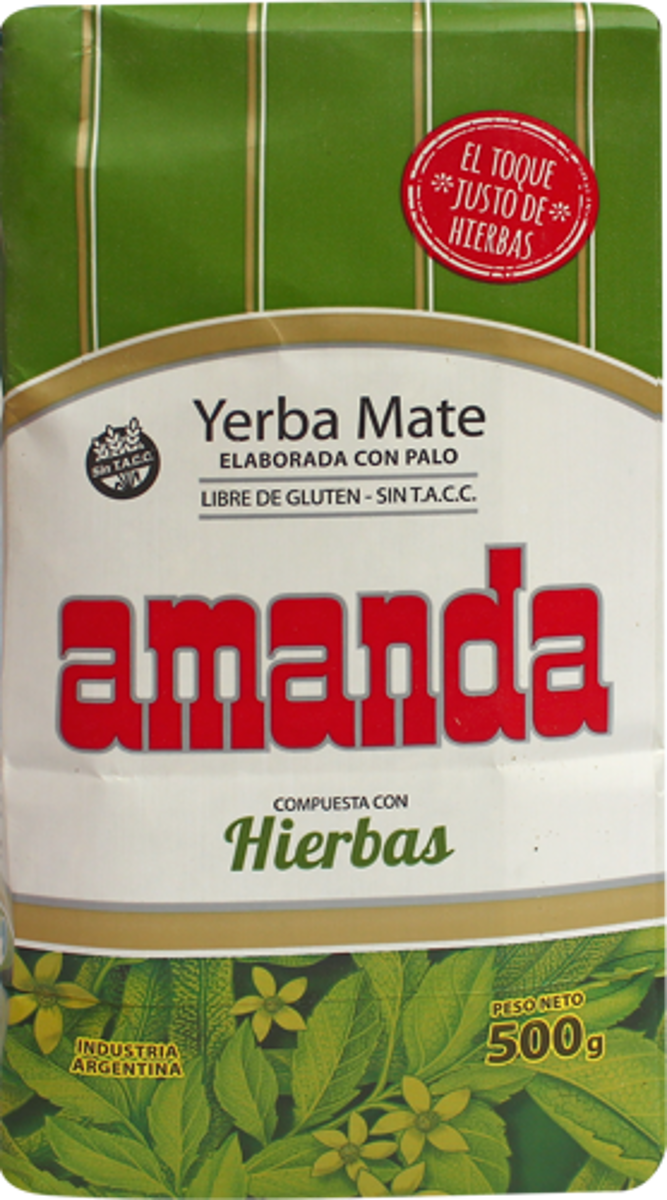 EL TOQUE
JUSTO DE
HIERBAS
Yerba Mate
ELABORADA CON PALO
Sin T.A.C.C.
LIBRE DE GLUTEN - SIN T.A.C.C.
amanda
COMPUESTA CON
Hierbas
INDUSTRIA
ARGENTINA
PESO NETO
500g